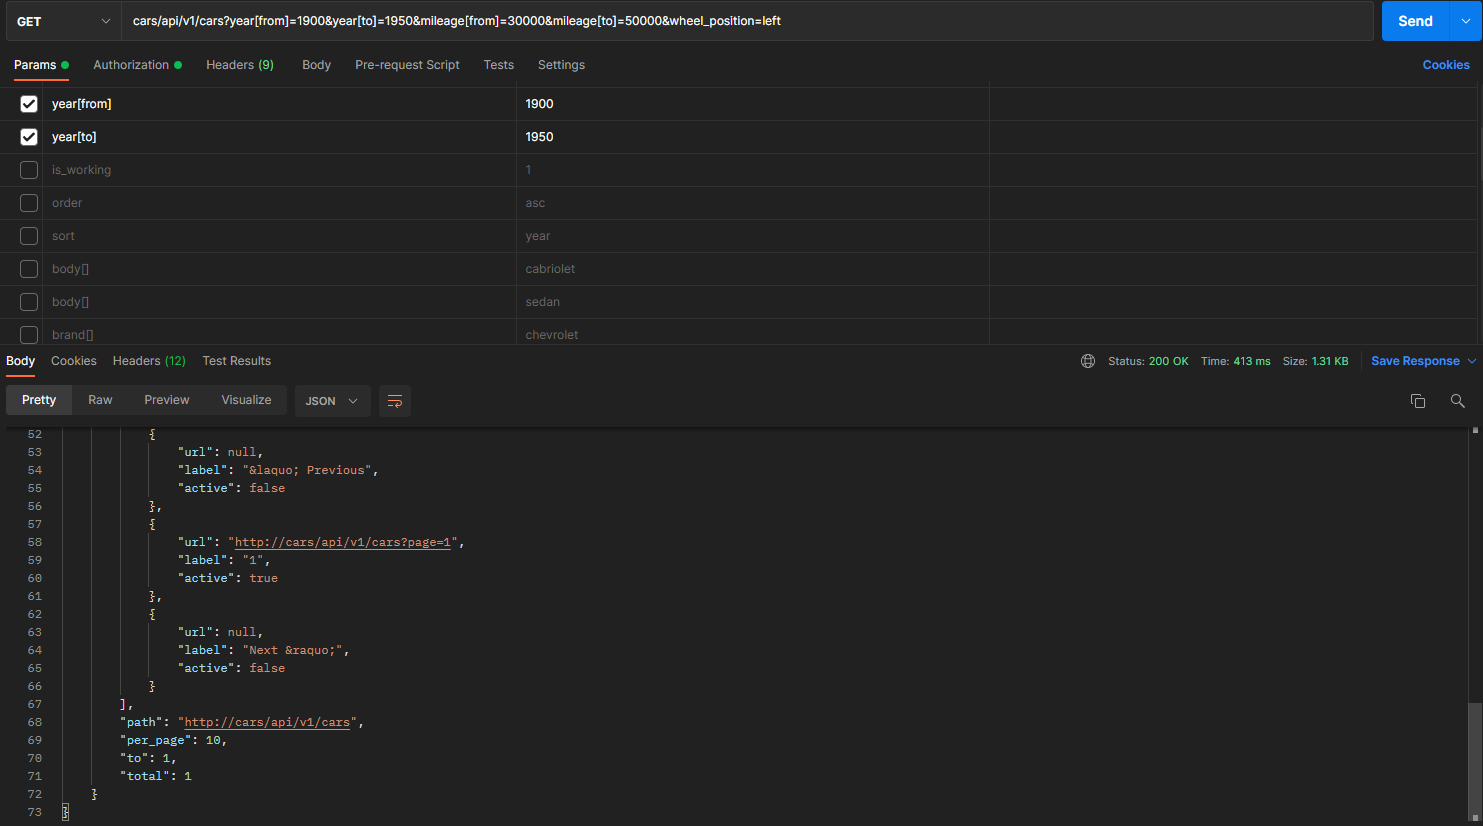 GET cars/api/v1/cars?year[from]=1900&year[to]=1950&mileage[from]=30000&mileage[to]=50000&wheel_position=left Send
Params Authorization Headers (9) Body Pre-request Script Tests Settings Cookies
year[from] 1900
year[to] 1950
is_working 1
order asc
sort year
body[] cabriolet
body[] sedan
brand[] chevrolet
Body Cookies Headers (12) Test Results Status: 200 OK Time: 413 ms Size: 1.31 KB Save Response
Pretty Raw Preview Visualize JSON
52 {
53 "url": null,
54 "label": "&laquo; Previous",
55 "active": false
56 },
57 {
58 "url": "http://cars/api/v1/cars?page=1",
59 "label": "1",
60 "active": true
61 },
62 {
63 "url": null,
64 "label": "Next &raquo;",
65 "active": false
66 }
67 ],
68 "path": "http://cars/api/v1/cars",
69 "per_page": 10,
70 "to": 1,
71 "total": 1
72 }
73 }